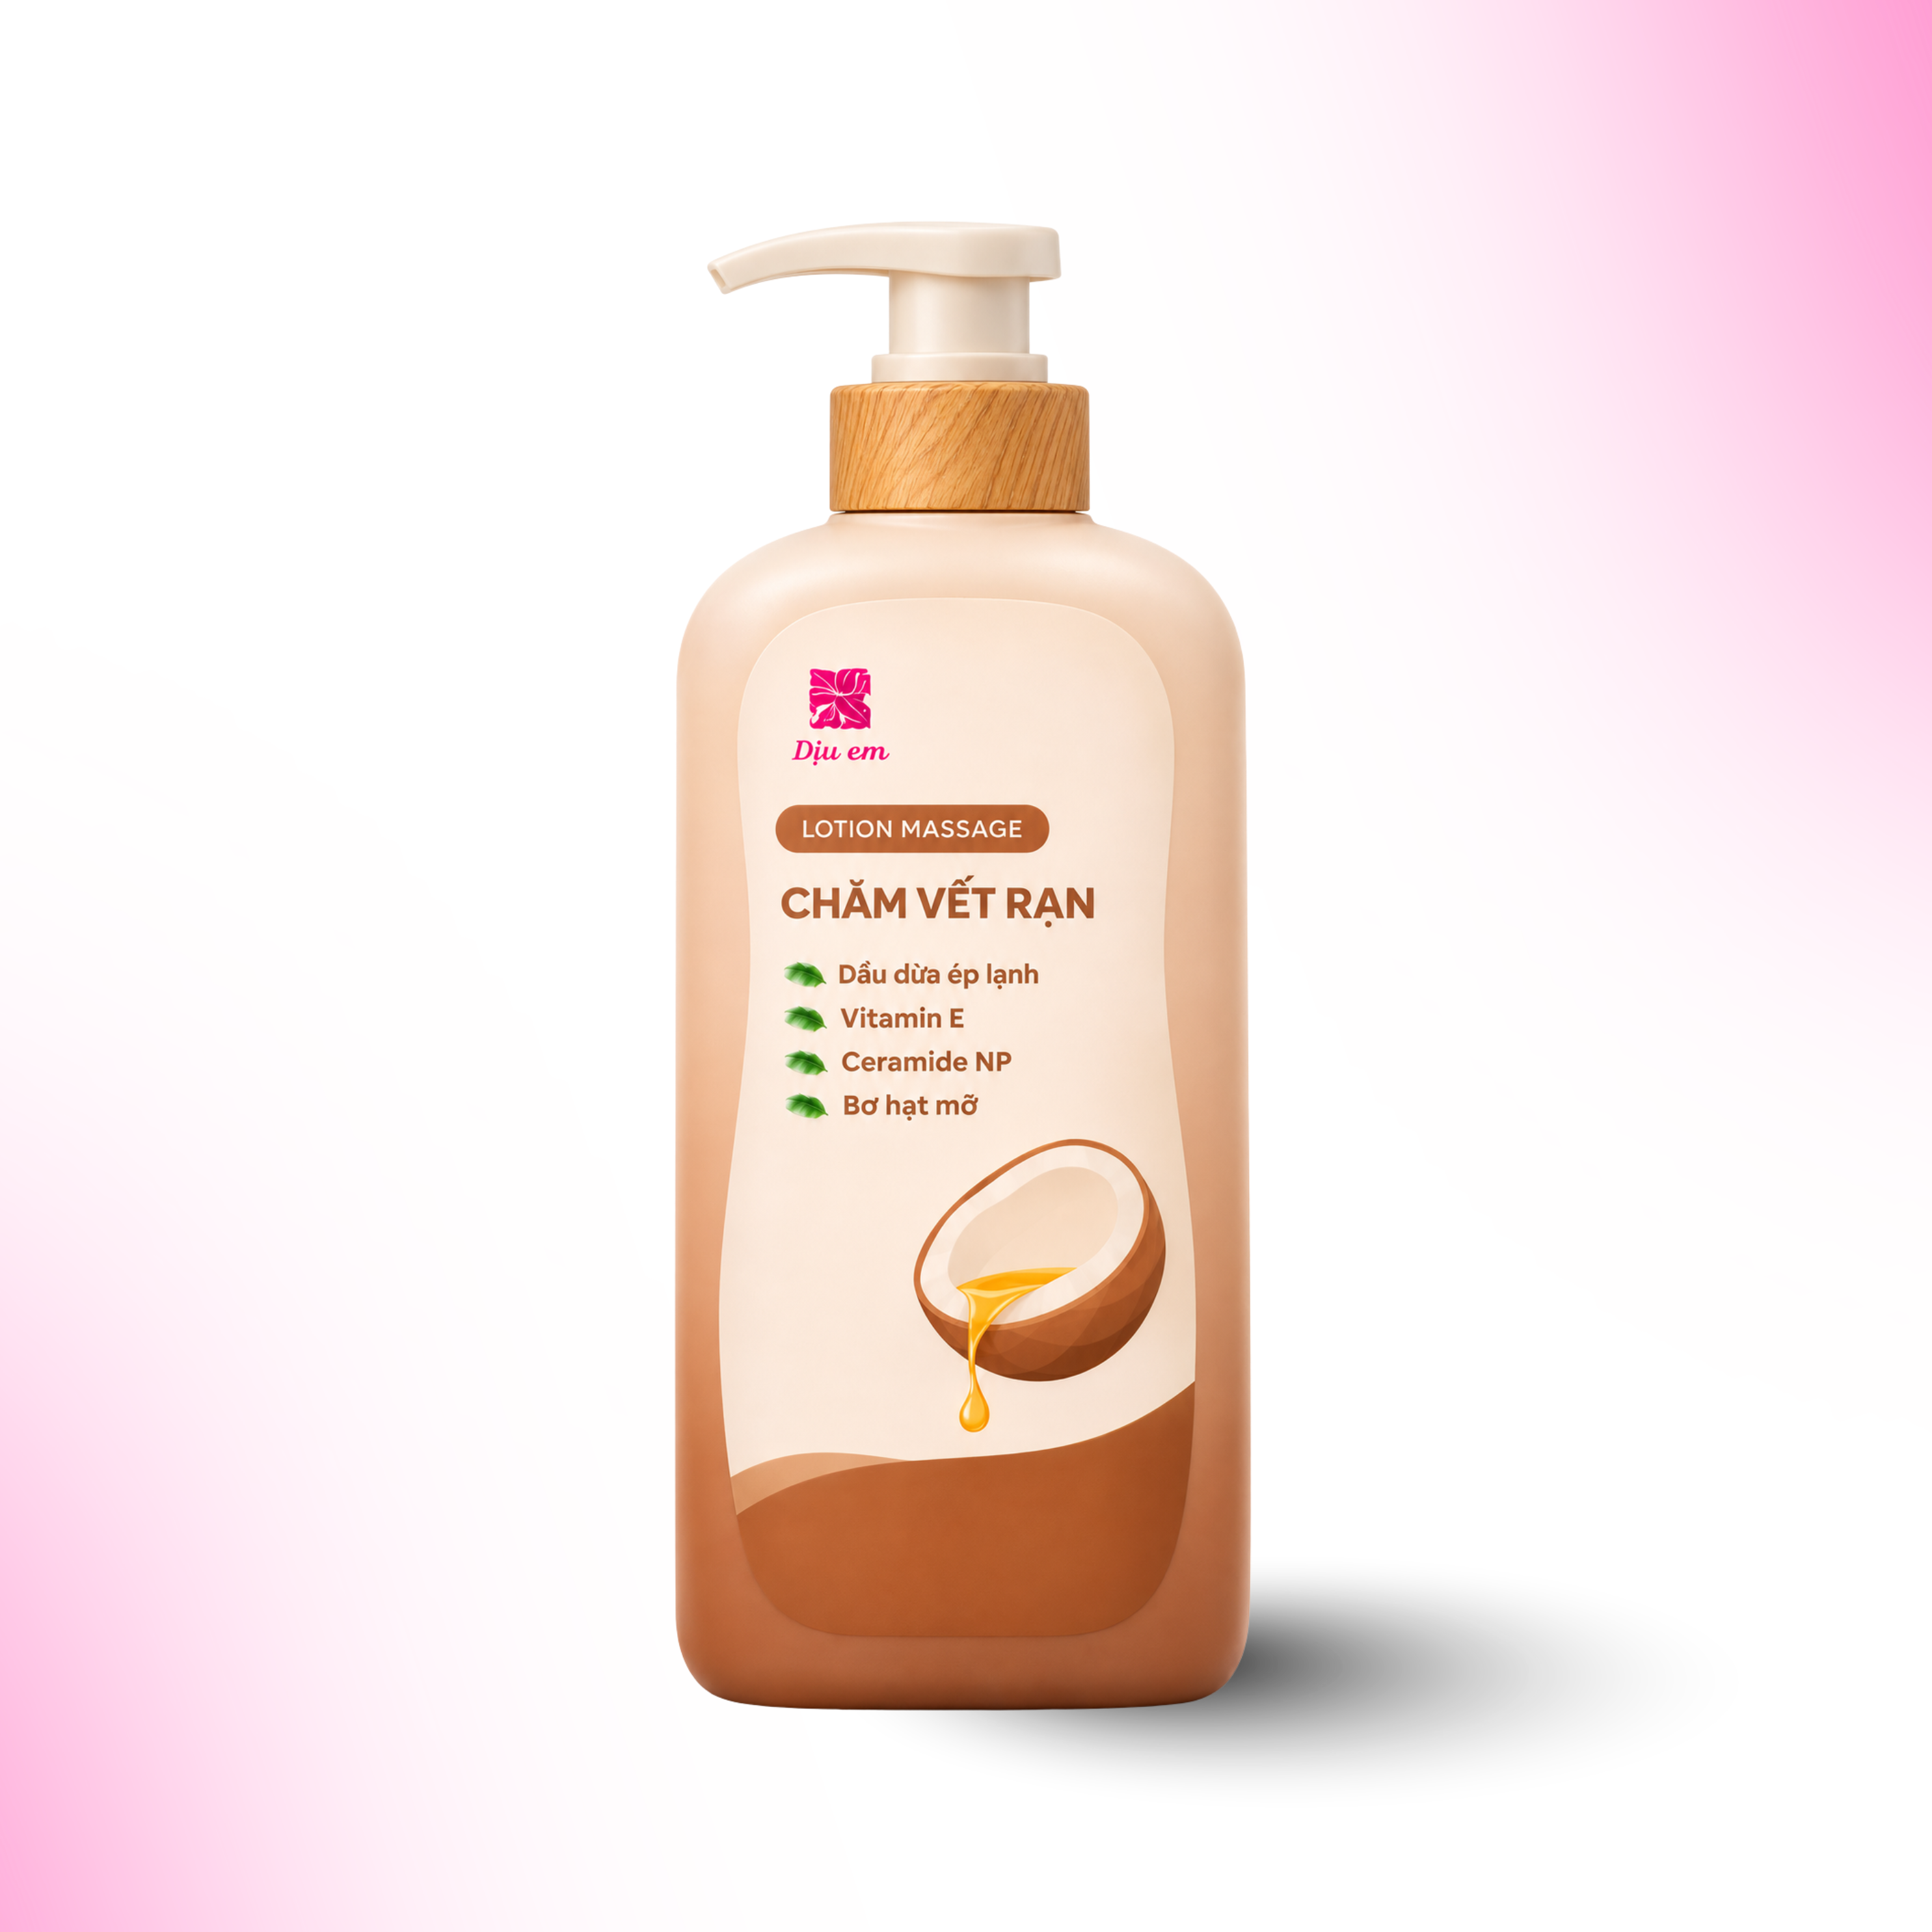 Dịu em
LOTION MASSAGE
CHĂM VẾT RẠN
Dầu dừa ép lạnh
Vitamin E
Ceramide NP
Bơ hạt mỡ